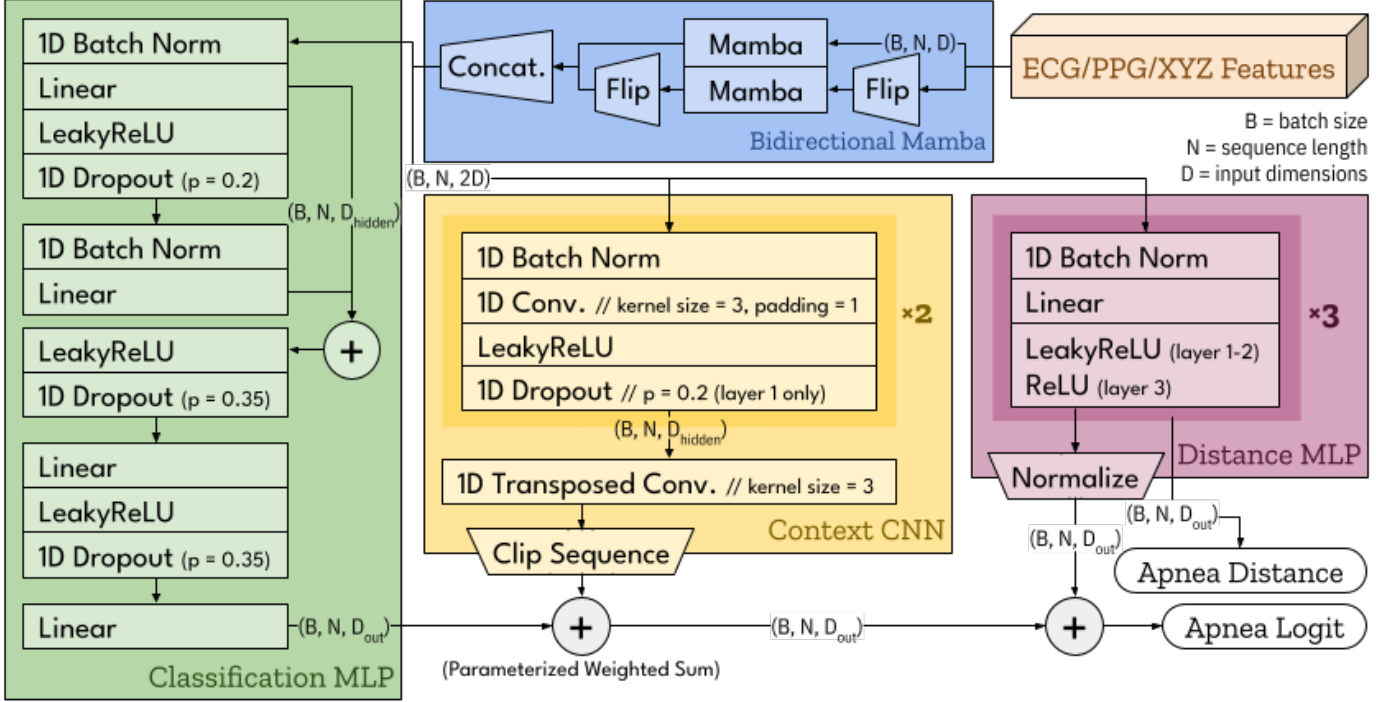 1D Batch Norm
Linear
LeakyReLU
1D Dropout (p = 0.2)
(B, N, D_hidden)
1D Batch Norm
Linear
+
LeakyReLU
1D Dropout (p = 0.35)
Linear
LeakyReLU
1D Dropout (p = 0.35)
Linear
(B, N, D_out)
Classification MLP
Concat.
Flip
Mamba
Mamba
(B, N, D)
Flip
Bidirectional Mamba
ECG/PPG/XYZ Features
B = batch size
N = sequence length
D = input dimensions
(B, N, 2D)
1D Batch Norm
1D Conv. // kernel size = 3, padding = 1
LeakyReLU
1D Dropout // p = 0.2 (layer 1 only)
×2
(B, N, D_hidden)
1D Transposed Conv. // kernel size = 3
Context CNN
Clip Sequence
+
(Parameterized Weighted Sum)
(B, N, D_out)
1D Batch Norm
Linear
LeakyReLU (layer 1-2)
ReLU (layer 3)
×3
Distance MLP
Normalize
(B, N, D_out)
(B, N, D_out)
Apnea Distance
+
Apnea Logit